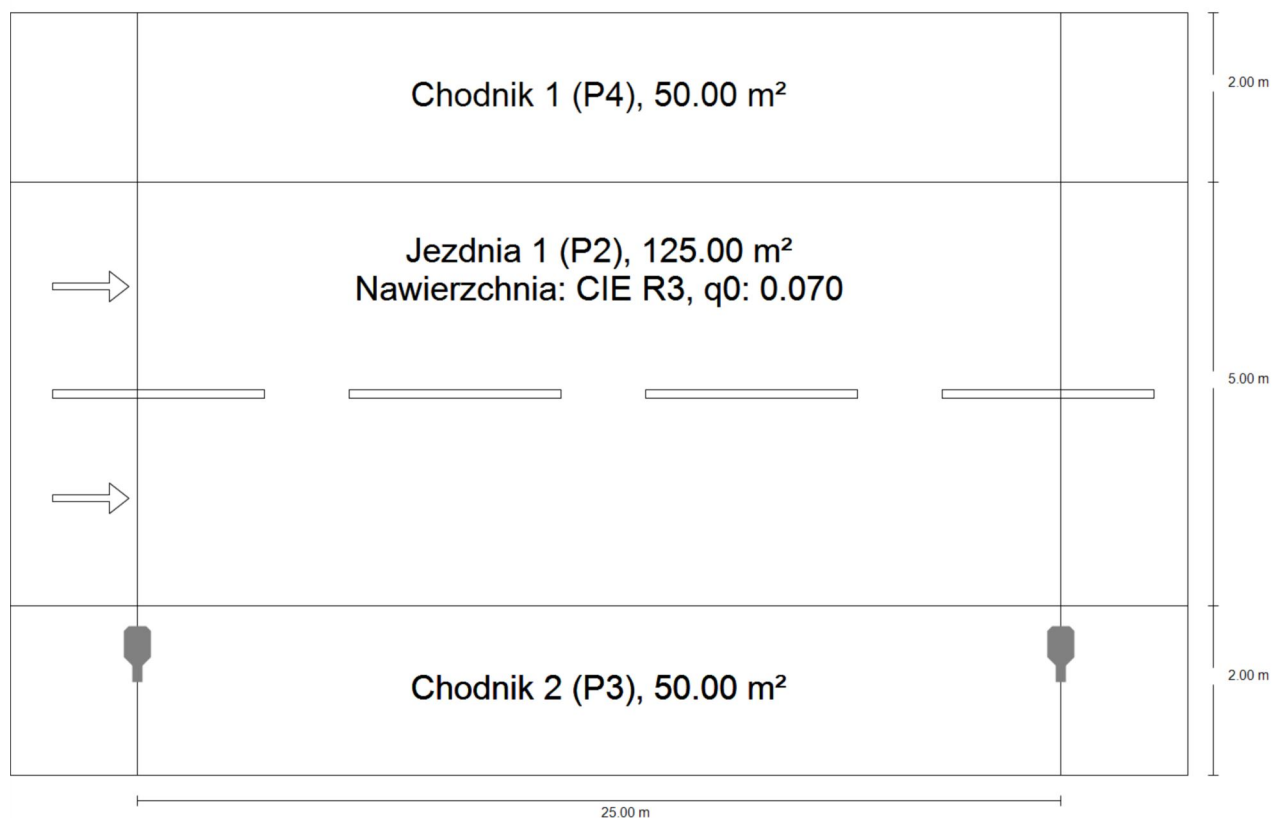 Chodnik 1 (P4), 50.00 m²
2.00 m
Jezdnia 1 (P2), 125.00 m²
Nawierzchnia: CIE R3, q0: 0.070
5.00 m
Chodnik 2 (P3), 50.00 m²
2.00 m
25.00 m